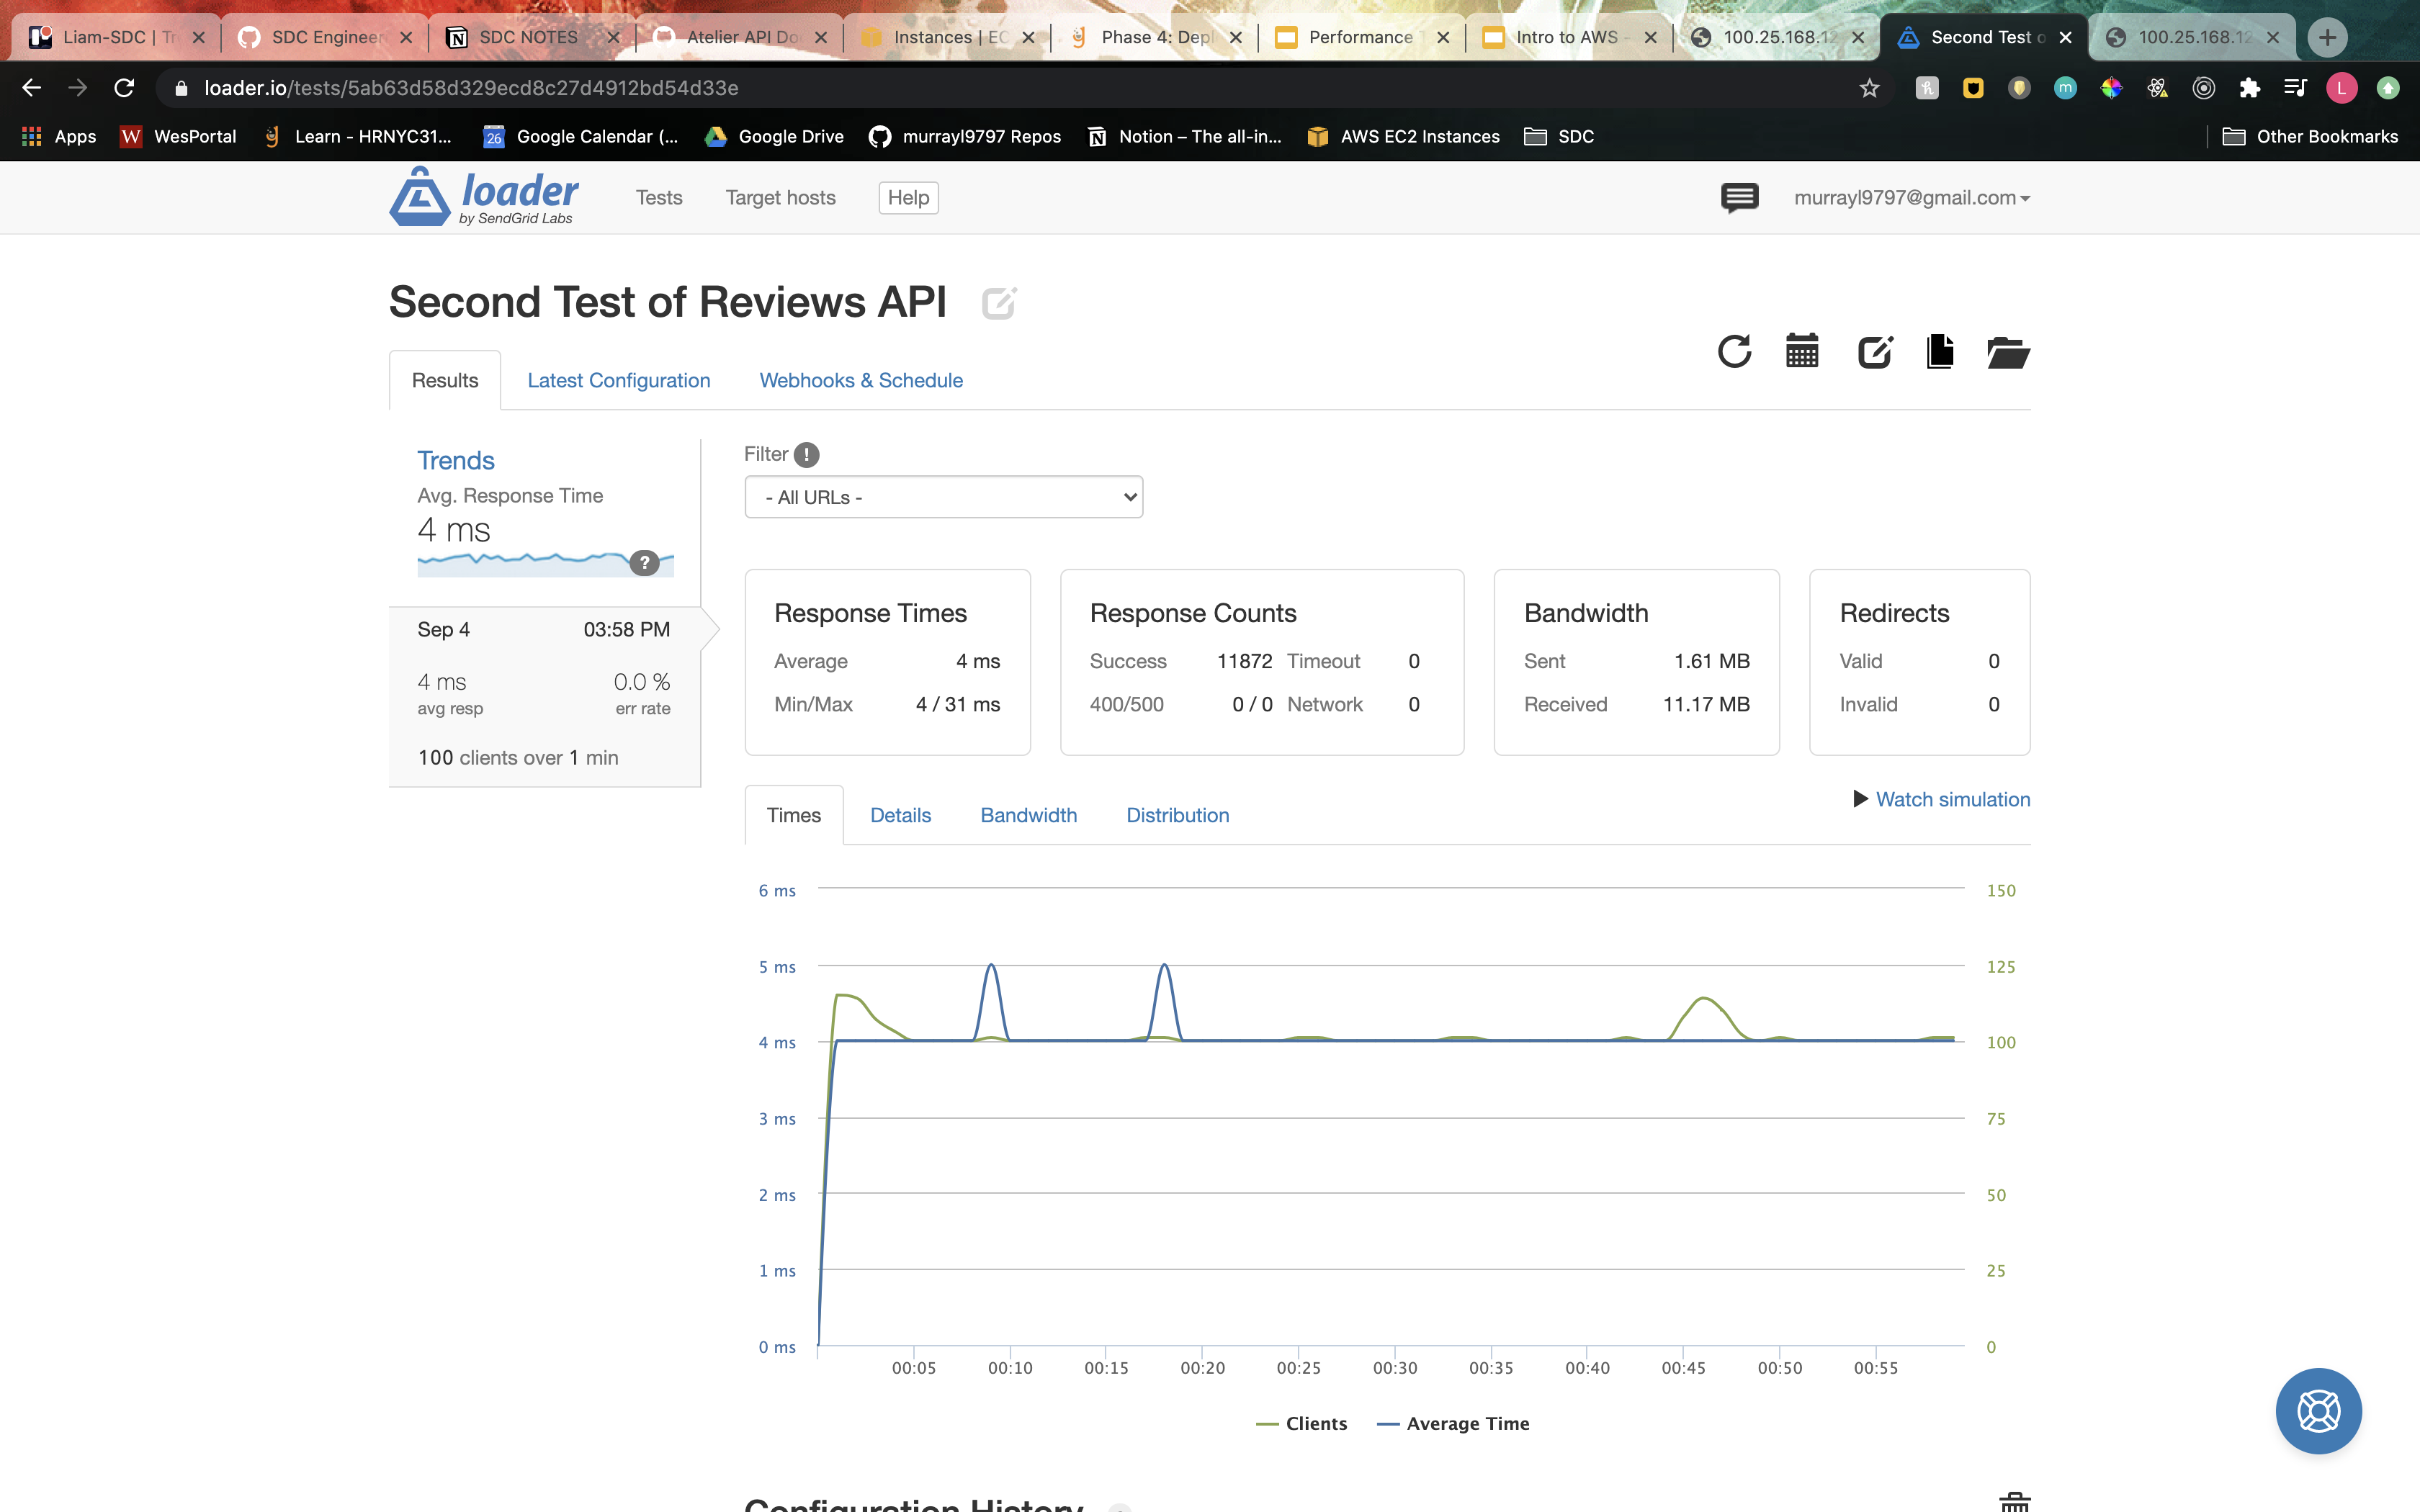 Liam-SDC | Tr
SDC Engineer
SDC NOTES
Atelier API Do
Instances | EC
Phase 4: Depl
Performance T
Intro to AWS -
100.25.168.12
Second Test o
100.25.168.12
loader.io/tests/5ab63d58d329ecd8c27d4912bd54d33e
Apps
WesPortal
Learn - HRNYC31...
26
Google Calendar (...
Google Drive
murrayl9797 Repos
Notion – The all-in...
AWS EC2 Instances
SDC
Other Bookmarks
loader
by SendGrid Labs
Tests
Target hosts
Help
murrayl9797@gmail.com
Second Test of Reviews API
Results
Latest Configuration
Webhooks & Schedule
Trends
Avg. Response Time
4 ms
?
Sep 4 03:58 PM
4 ms 0.0 %
avg resp err rate
100 clients over 1 min
Filter !
- All URLs -
Response Times
Average 4 ms
Min/Max 4 / 31 ms
Response Counts
Success 11872 Timeout 0
400/500 0 / 0 Network 0
Bandwidth
Sent 1.61 MB
Received 11.17 MB
Redirects
Valid 0
Invalid 0
Times
Details
Bandwidth
Distribution
Watch simulation
6 ms 150
5 ms 125
4 ms 100
3 ms 75
2 ms 50
1 ms 25
0 ms 0
00:05 00:10 00:15 00:20 00:25 00:30 00:35 00:40 00:45 00:50 00:55
Clients Average Time
Configuration History